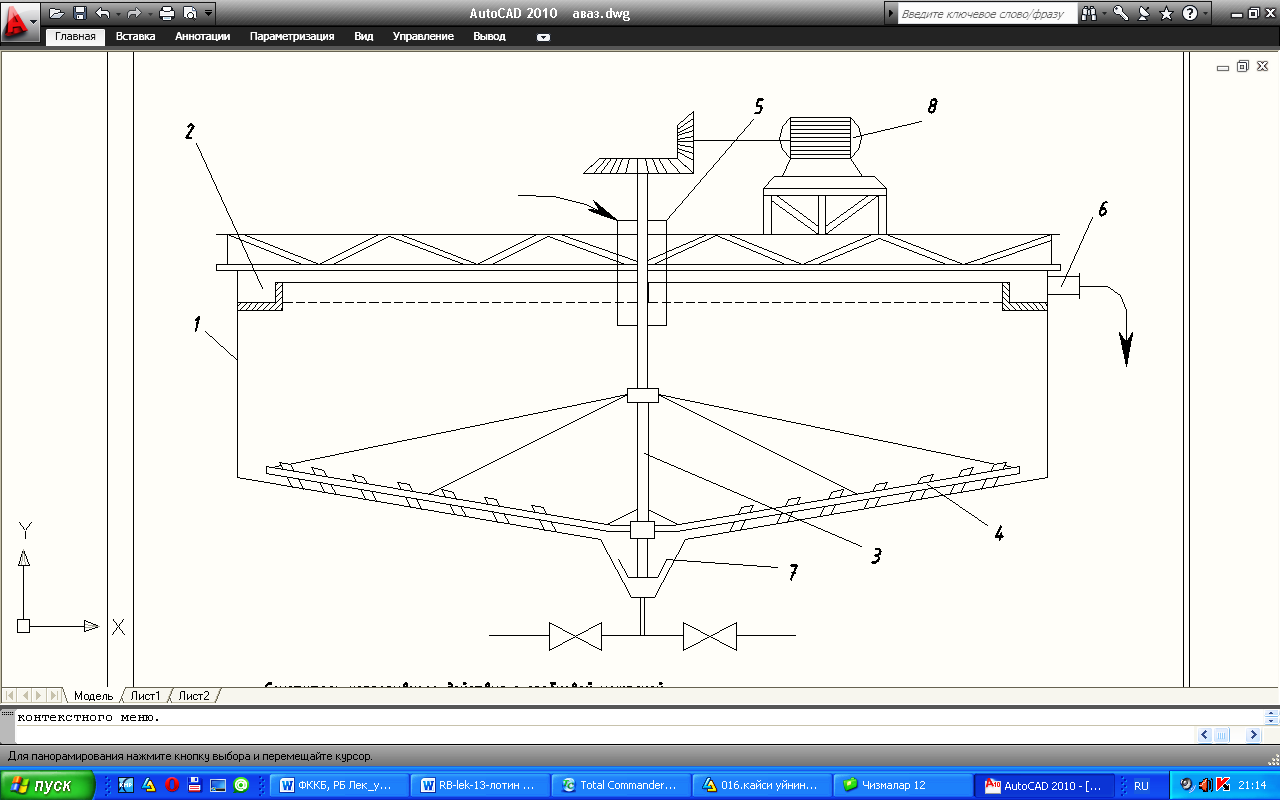 AutoCAD 2010 аваз.dwg
Введите ключевое слово/фразу
Главная Вставка Аннотации Параметризация Вид Управление Вывод
5
8
2
6
1
4
3
7
Y
X
Модель Лист1 Лист2
контекстного меню.
Для панорамирования нажмите кнопку выбора и перемещайте курсор.
пуск
ФККБ, РБ Лек_у...
RB-lek-13-лотин ...
Total Commander...
016.кайси уйнин...
Чизмалар 12
AutoCAD 2010 - [...
RU
21:14